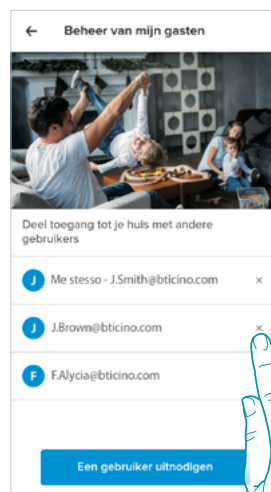 Beheer van mijn gasten
Deel toegang tot je huis met andere
gebruikers
J Me stesso - J.Smith@bticino.com ×
J J.Brown@bticino.com ×
F F.Alycia@bticino.com
Een gebruiker uitnodigen